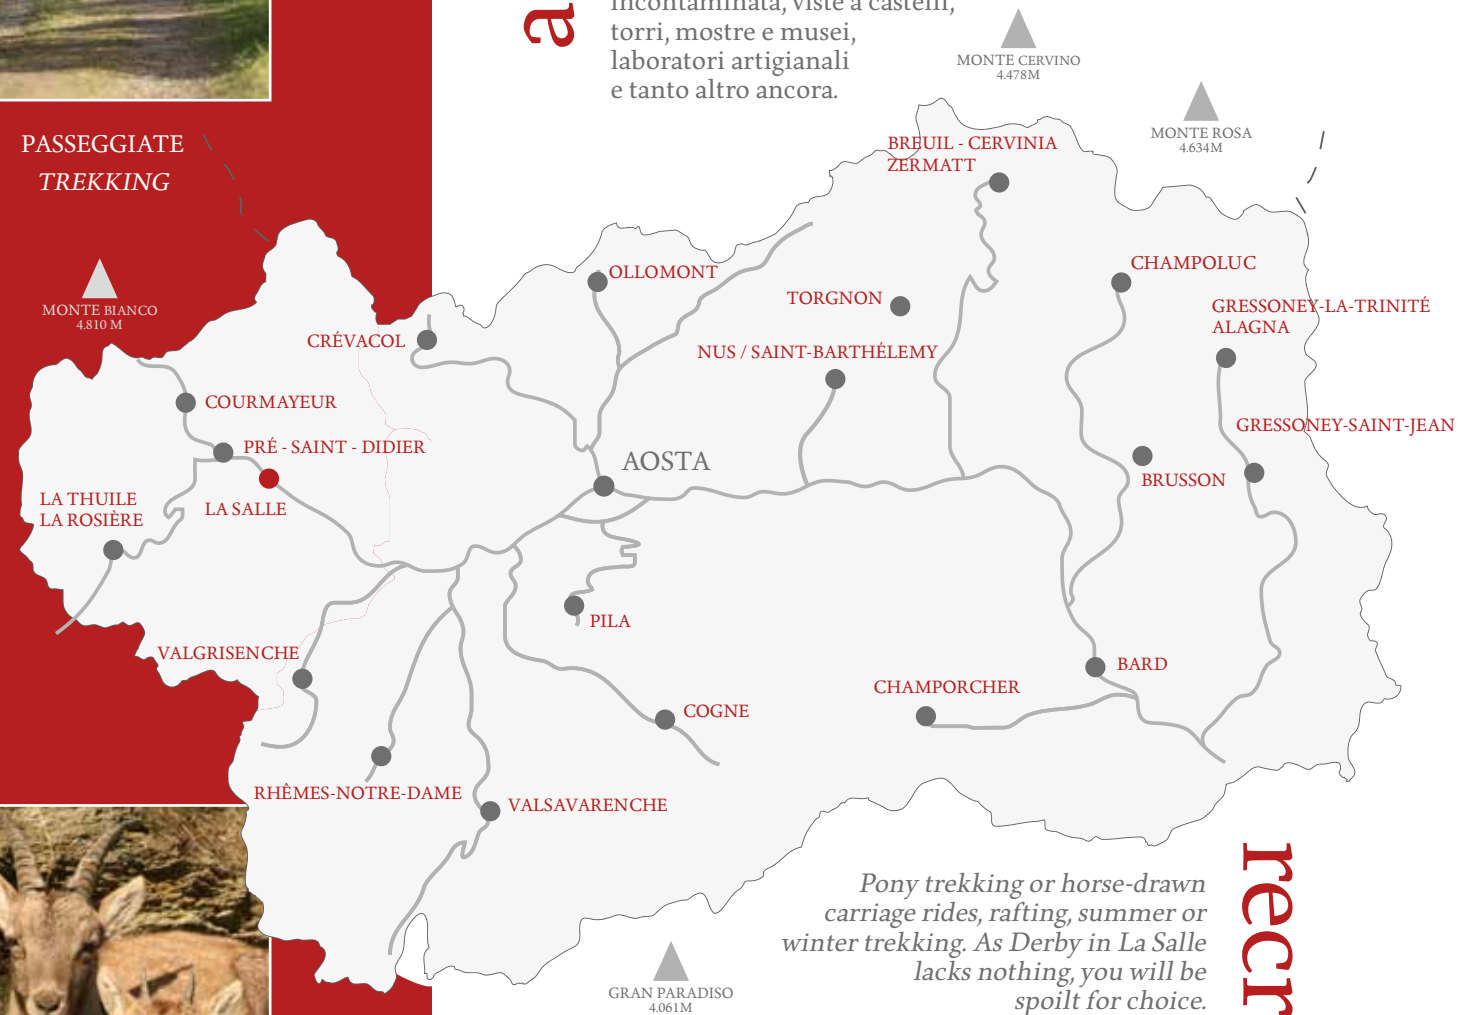 a
incontaminata, viste a castelli,
torri, mostre e musei,
laboratori artigianali
e tanto altro ancora.
MONTE CERVINO
4.478M
MONTE ROSA
4.634M
PASSEGGIATE
TREKKING
BREUIL - CERVINIA
ZERMATT
MONTE BIANCO
4.810 M
OLLOMONT
TORGNON
CHAMPOLUC
GRESSONEY-LA-TRINITÉ
ALAGNA
CRÉVACOL
NUS / SAINT-BARTHÉLEMY
COURMAYEUR
PRÉ - SAINT - DIDIER
GRESSONEY-SAINT-JEAN
AOSTA
BRUSSON
LA THUILE
LA ROSIÈRE
LA SALLE
PILA
VALGRISENCHE
BARD
CHAMPORCHER
COGNE
RHÊMES-NOTRE-DAME
VALSAVARENCHE
Pony trekking or horse-drawn
carriage rides, rafting, summer or
winter trekking. As Derby in La Salle
lacks nothing, you will be
spoilt for choice.
recr
GRAN PARADISO
4.061M